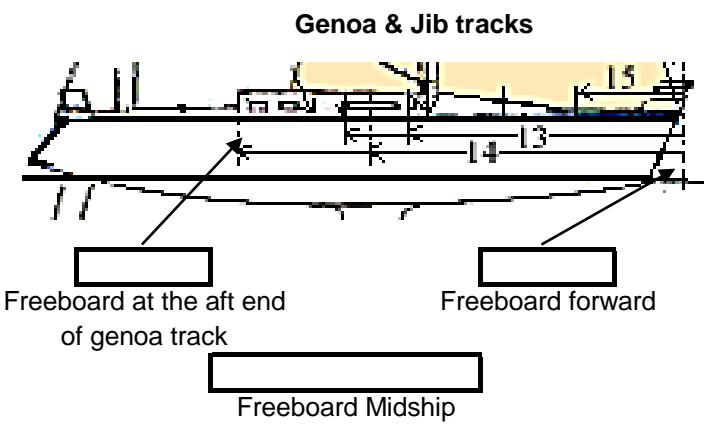 Genoa & Jib tracks
15
13
14
Freeboard at the aft end
of genoa track
Freeboard forward
Freeboard Midship